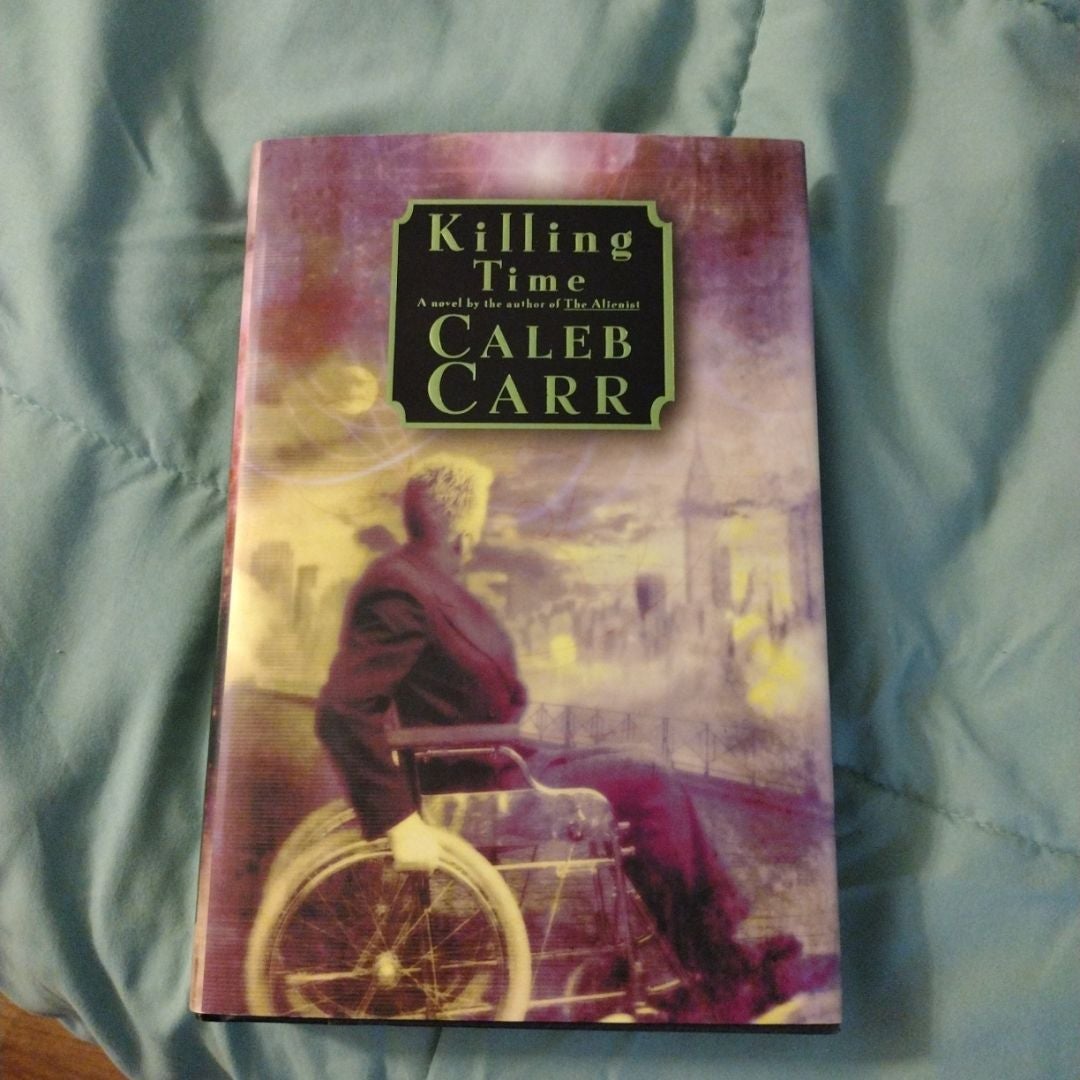 Killing
Time
A novel by the author of The Alienist
CALEB
CARR